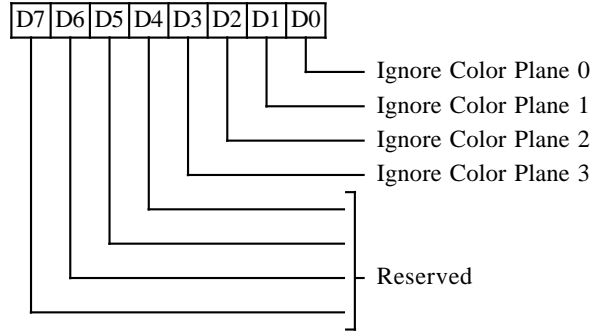 D7 D6 D5 D4 D3 D2 D1 D0
Ignore Color Plane 0
Ignore Color Plane 1
Ignore Color Plane 2
Ignore Color Plane 3
Reserved